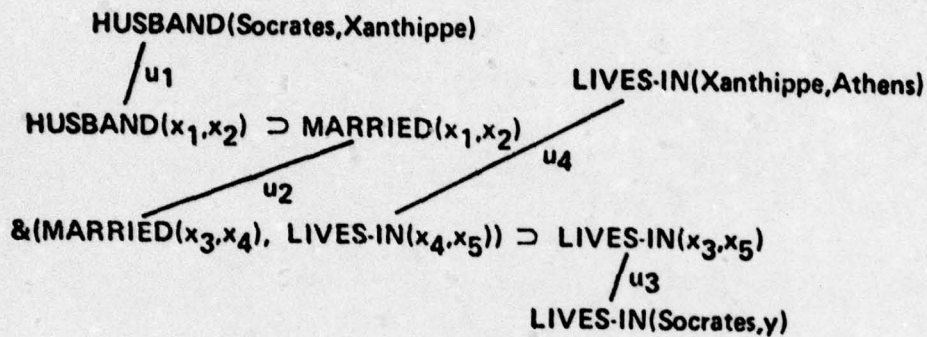 HUSBAND(Socrates,Xanthippe)
u1
LIVES-IN(Xanthippe,Athens)
HUSBAND(x₁,x₂) ⊃ MARRIED(x₁,x₂)
u4
u2
&(MARRIED(x₃,x₄), LIVES-IN(x₄,x₅)) ⊃ LIVES-IN(x₃,x₅)
u3
LIVES-IN(Socrates,y)